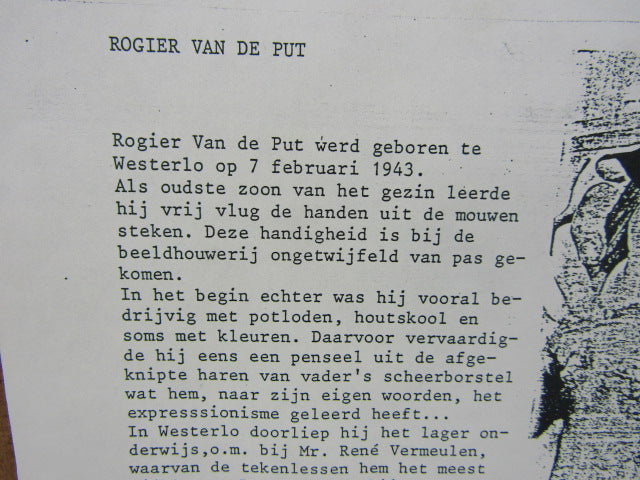 ROGIER VAN DE PUT
Rogier Van de Put werd geboren te
Westerlo op 7 februari 1943.
Als oudste zoon van het gezin leerde
hij vrij vlug de handen uit de mouwen
steken. Deze handigheid is bij de
beeldhouwerij ongetwijfeld van pas ge-
komen.
In het begin echter was hij vooral be-
drijvig met potloden, houtskool en
soms met kleuren. Daarvoor vervaardig-
de hij eens een penseel uit de afge-
knipte haren van vader's scheerborstel
wat hem, naar zijn eigen woorden, het
expresssionisme geleerd heeft...
In Westerlo doorliep hij het lager on-
derwijs,o.m. bij Mr. René Vermeulen,
waarvan de tekenlessen hem het meest